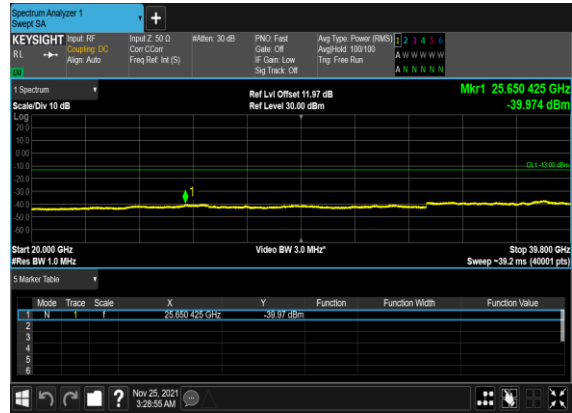 Spectrum Analyzer 1
Swept SA
+
KEYSIGHT Input: RF Input Z: 50 Ω #Atten: 30 dB PNO: Fast Avg Type: Power (RMS) 1 2 3 4 5 6
RL Coupling: DC Corr CCorr Gate: Off Avg|Hold: 100/100 A W W W W W
Align: Auto Freq Ref: Int (S) IF Gain: Low Trig: Free Run
Sig Track: Off A N N N N N
LW
1 Spectrum Ref Lvl Offset 11.97 dB Mkr1 25.650 425 GHz
Scale/Div 10 dB Ref Level 30.00 dBm -39.974 dBm
Log
20.0
10.0
0.00
-10.0 DL1 -13.00 dBm
-20.0
-30.0
1
-40.0
-50.0
-60.0
Start 20.000 GHz Video BW 3.0 MHz* Stop 39.800 GHz
#Res BW 1.0 MHz Sweep ~39.2 ms (40001 pts)
5 Marker Table
Mode Trace Scale X Y Function Function Width Function Value
1 N 1 f 25.650 425 GHz -39.97 dBm
2
3
4
5
6
? Nov 25, 2021
3:28:55 AM